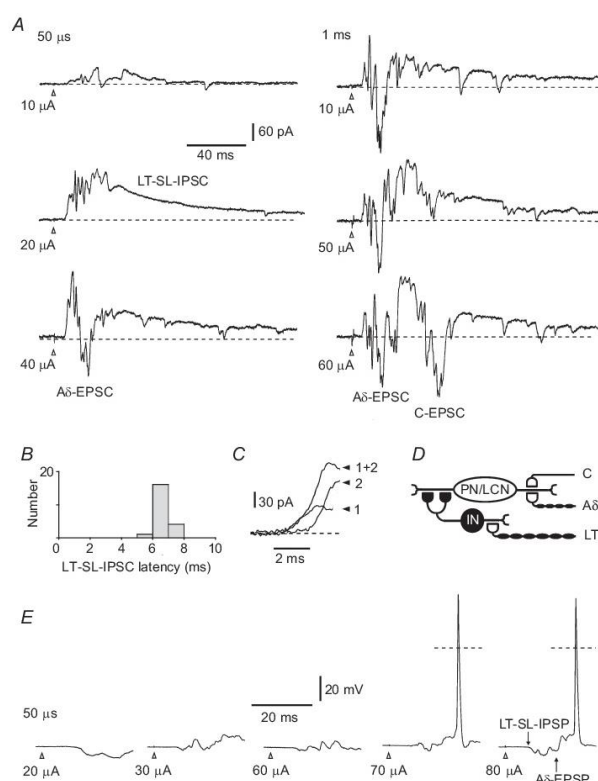 A
50 μs
10 μA
60 pA
40 ms
LT-SL-IPSC
20 μA
40 μA
Aδ-EPSC
1 ms
10 μA
50 μA
60 μA
Aδ-EPSC
C-EPSC
B
20
Number
0
0 2 4 6 8 10
LT-SL-IPSC latency (ms)
C
30 pA
1+2
2
1
2 ms
D
PN/LCN
C
Aδ
IN
LT
E
50 μs
20 mV
20 ms
LT-SL-IPSP
20 μA
30 μA
60 μA
70 μA
80 μA
Aδ-EPSP